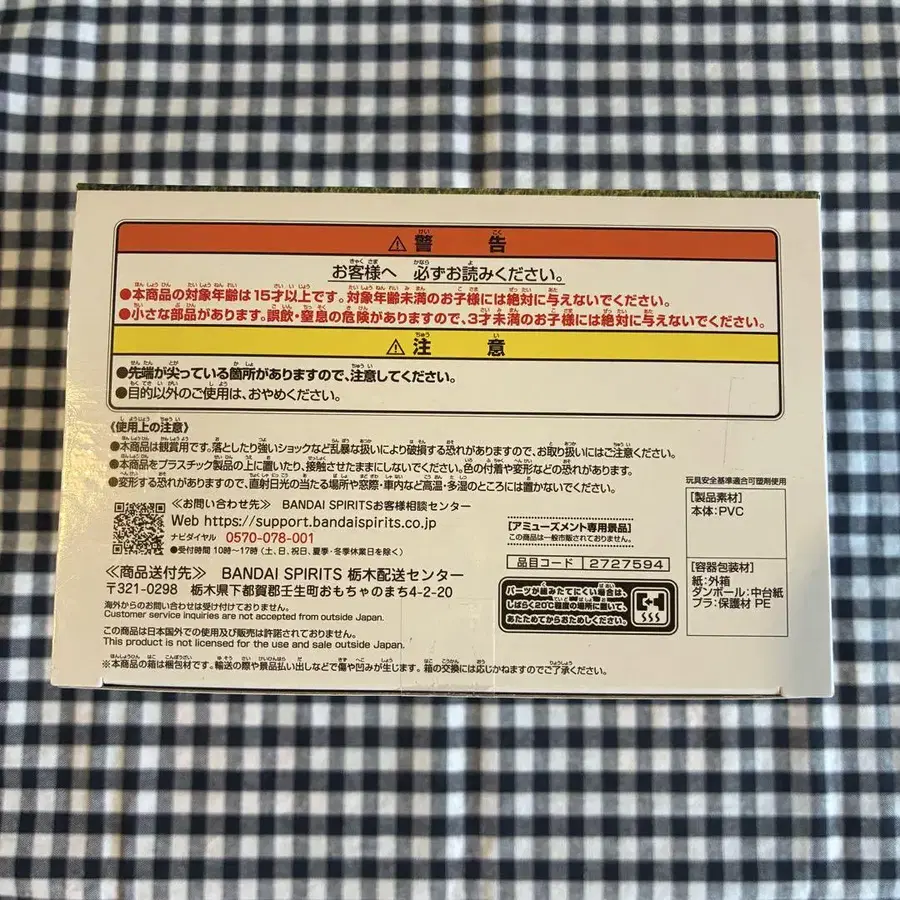 ⚠警告
お客様へ 必ずお読みください。
●本商品の対象年齢は15才以上です。対象年齢未満のお子様には絶対に与えないでください。
●小さな部品があります。誤飲・窒息の危険がありますので、3才未満のお子様には絶対に与えないでください。
⚠注意
●先端が尖っている箇所がありますので、注意してください。
●目的以外のご使用は、おやめください。
《使用上の注意》
●本商品は観賞用です。落としたり強いショックなど乱暴な扱いにより破損する恐れがありますので、お取り扱いにはご注意ください。
●本商品をプラスチック製品の上に置いたり、接触させたままにしないでください。色の付着や変形などの恐れがあります。
●変形する恐れがありますので、直射日光の当たる場所や窓際・車内など高温・多湿のところには置かないでください。
≪お問い合わせ先≫ BANDAI SPIRITSお客様相談センター
Web https://support.bandaispirits.co.jp
ナビダイヤル 0570-078-001
●受付時間 10時〜17時(土、日、祝日、夏季・冬季休業日を除く)
≪商品送付先≫ BANDAI SPIRITS 栃木配送センター
〒321-0298 栃木県下都賀郡壬生町おもちゃのまち4-2-20
海外からのお問い合わせは受け付けておりません。
Customer service inquiries are not accepted from outside Japan.
この商品は日本国外での使用及び販売は許諾されておりません。
This product is not licensed for the use and sale outside Japan.
※本商品の箱は梱包材です。輸送の際や景品払い出しなどで傷や凹みが生じます。箱の交換には応じかねますのでご了承ください。
[アミューズメント専用景品]
この商品は一般市販されておりません。
品目コード 2727594
パーツが組みたてにくい場合は、
しばらく20℃程度の場所に置いて、
あたためてからおためしください。
玩具安全基準適合可塑剤使用
[製品素材]
本体:PVC
[容器包装材]
紙:外箱
ダンボール:中台紙
プラ:保護材 PE